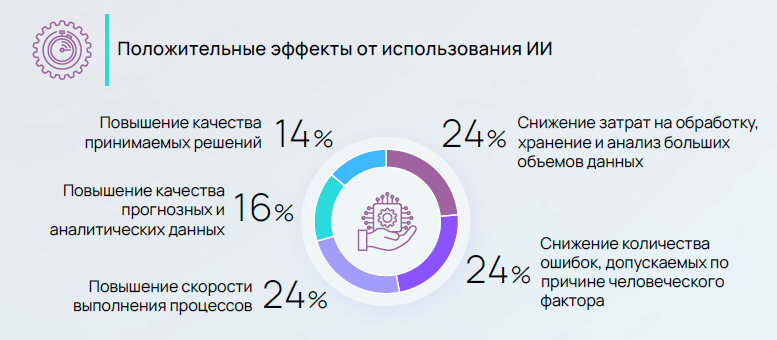 Положительные эффекты от использования ИИ
Повышение качества
принимаемых решений
14%
24%
Снижение затрат на обработку,
хранение и анализ больших
объемов данных
Повышение качества
прогнозных и
аналитических данных
16%
Снижение количества
ошибок, допускаемых по
причине человеческого
фактора
24%
Повышение скорости
выполнения процессов
24%